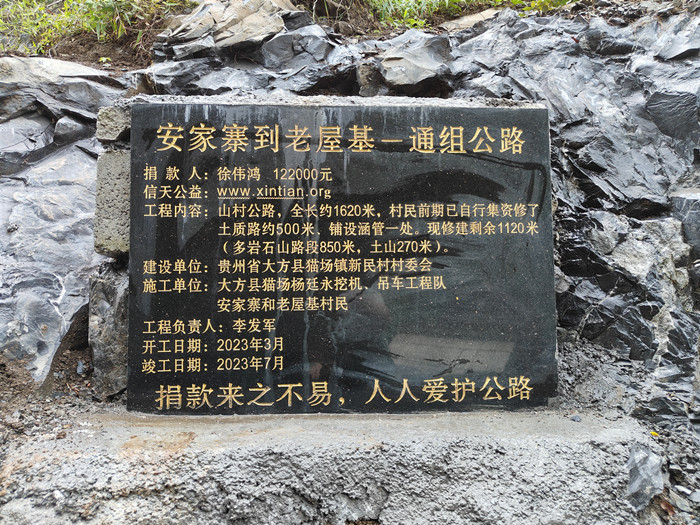 安家寨到老屋基－通组公路
捐款人：徐伟鸿 122000元
信天公益：www.xintian.org
工程内容：山村公路，全长约1620米，村民前期已自行集资修了
土质路约500米、铺设涵管一处。现修建剩余1120米
（多岩石山路段850米，土山270米）。
建设单位：贵州省大方县猫场镇新民村村委会
施工单位：大方县猫场杨廷永挖机、吊车工程队
安家寨和老屋基村民
工程负责人：李发军
开工日期：2023年3月
竣工日期：2023年7月
捐款来之不易，人人爱护公路